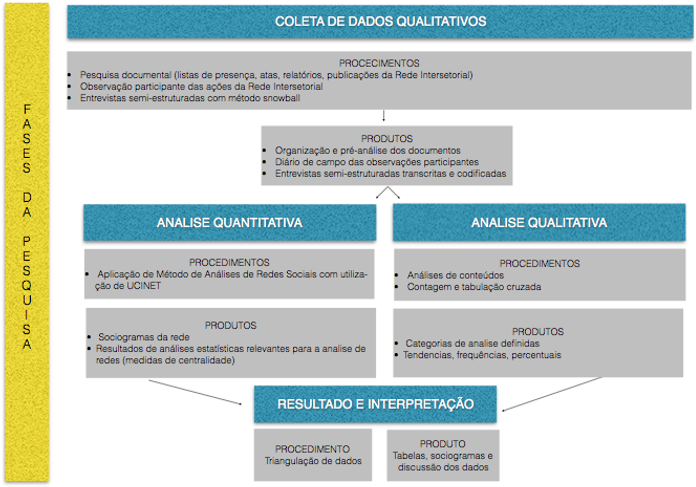 FASES DA PESQUISA
COLETA DE DADOS QUALITATIVOS
PROCECIMENTOS
• Pesquisa documental (listas de presença, atas, relatórios, publicações da Rede Intersetorial)
• Observação participante das ações da Rede Intersetorial
• Entrevistas semi-estruturadas com método snowball
PRODUTOS
• Organização e pré-análise dos documentos
• Diário de campo das observações participantes
• Entrevistas semi-estruturadas transcritas e codificadas
ANALISE QUANTITATIVA
PROCEDIMENTOS
• Aplicação de Método de Análises de Redes Sociais com utiliza-
ção de UCINET
PRODUTOS
• Sociogramas da rede
• Resultados de análises estatísticas relevantes para a analise de
redes (medidas de centralidade)
ANALISE QUALITATIVA
PROCEDIMENTOS
• Análises de conteúdos
• Contagem e tabulação cruzada
PRODUTOS
• Categorias de analise definidas
• Tendencias, frequências, percentuais
RESULTADO E INTERPRETAÇÃO
PROCEDIMENTO
Triangulação de dados
PRODUTO
Tabelas, sociogramas e
discussão dos dados